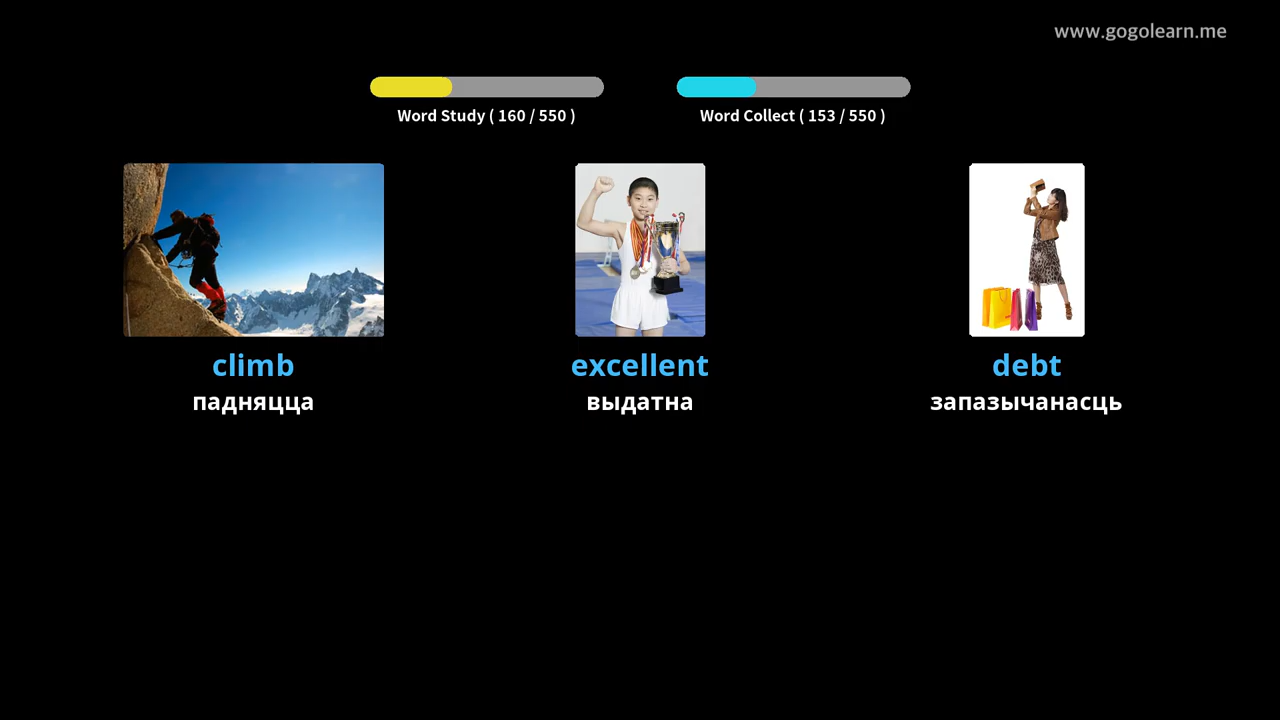 www.gogolearn.me
Word Study ( 160 / 550 )
Word Collect ( 153 / 550 )
climb
excellent
debt
падняцца
выдатна
запазычанасць